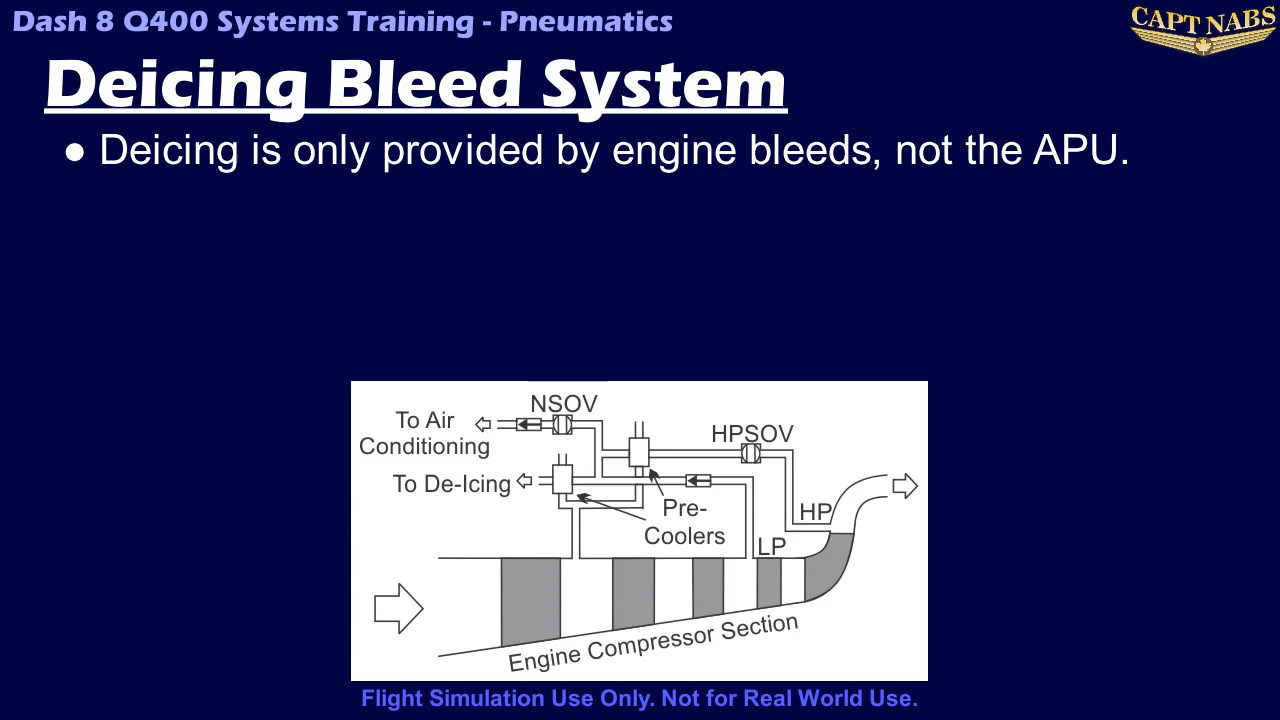 Dash 8 Q400 Systems Training - Pneumatics
CAPT NABS
Deicing Bleed System
● Deicing is only provided by engine bleeds, not the APU.
NSOV
To Air
Conditioning
HPSOV
To De-Icing
Pre-
Coolers
HP
LP
Engine Compressor Section
Flight Simulation Use Only. Not for Real World Use.